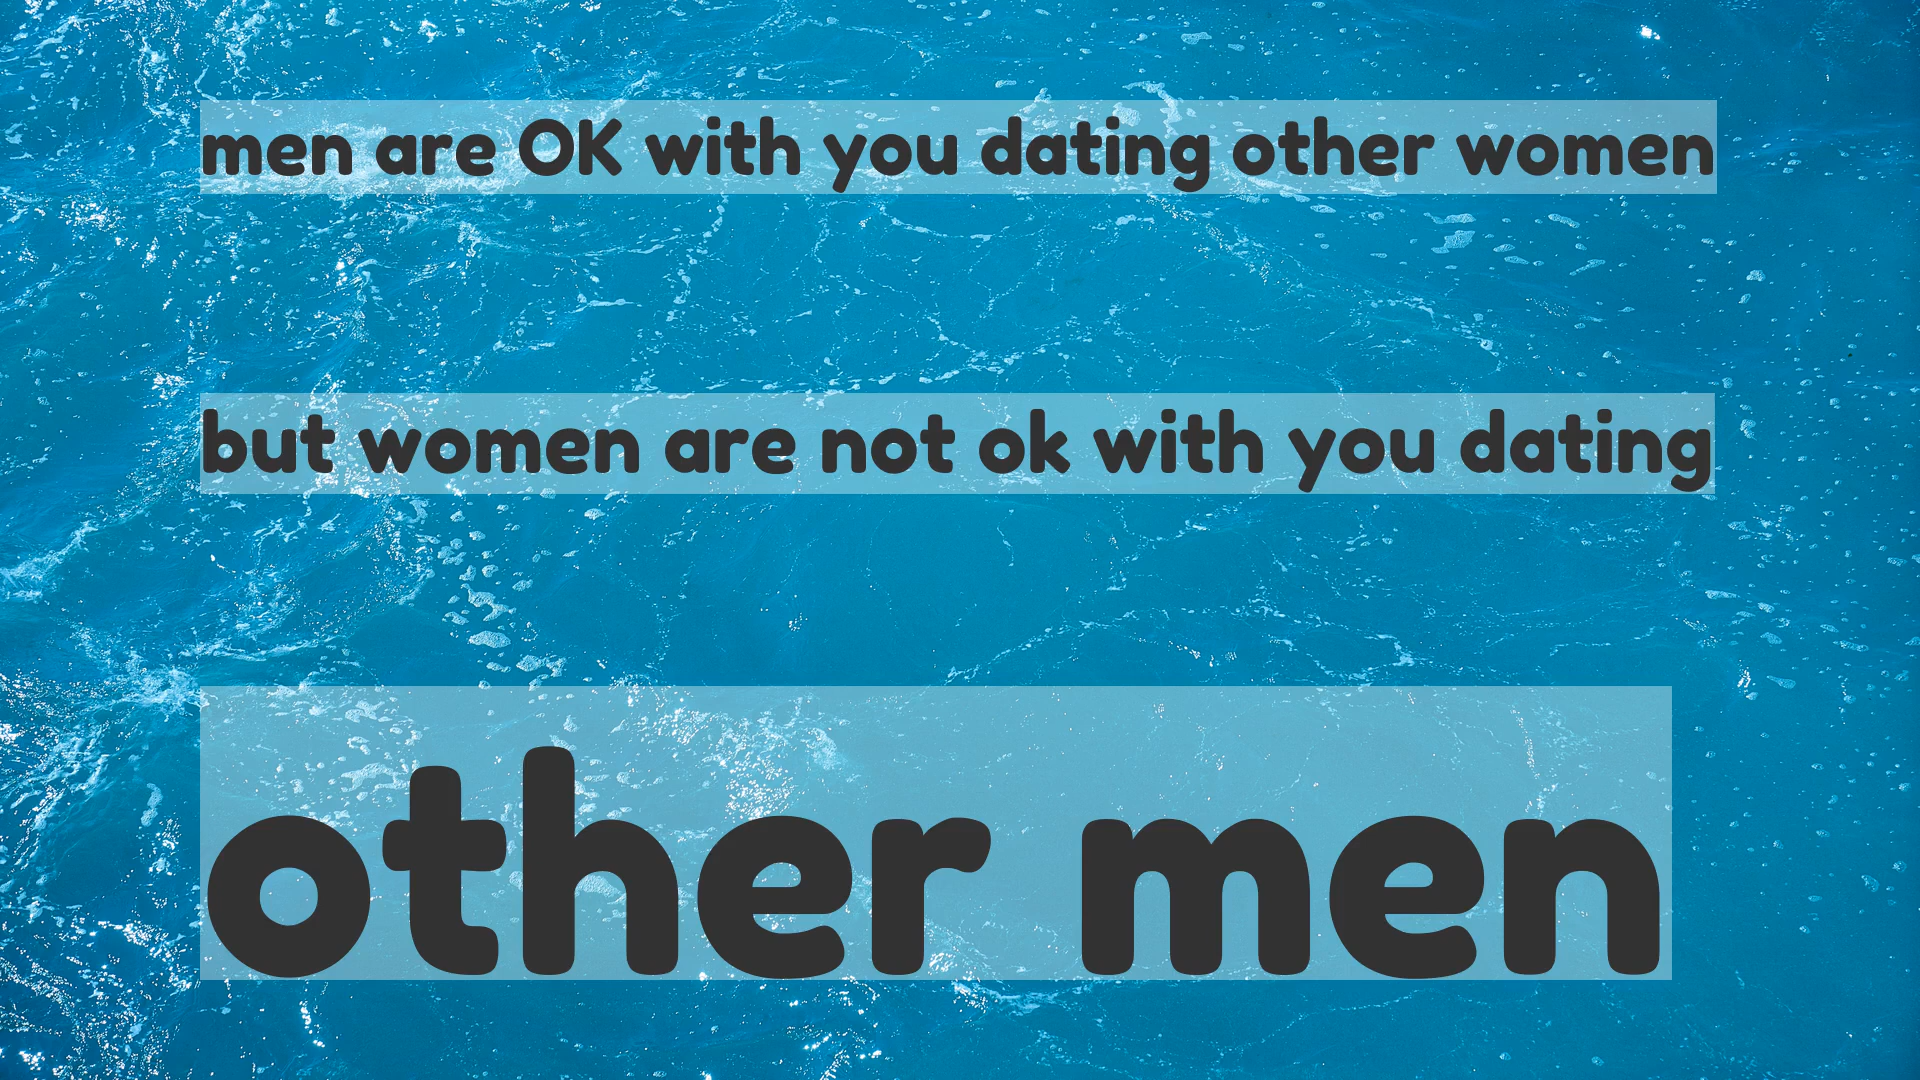 men are OK with you dating other women
but women are not ok with you dating
other men